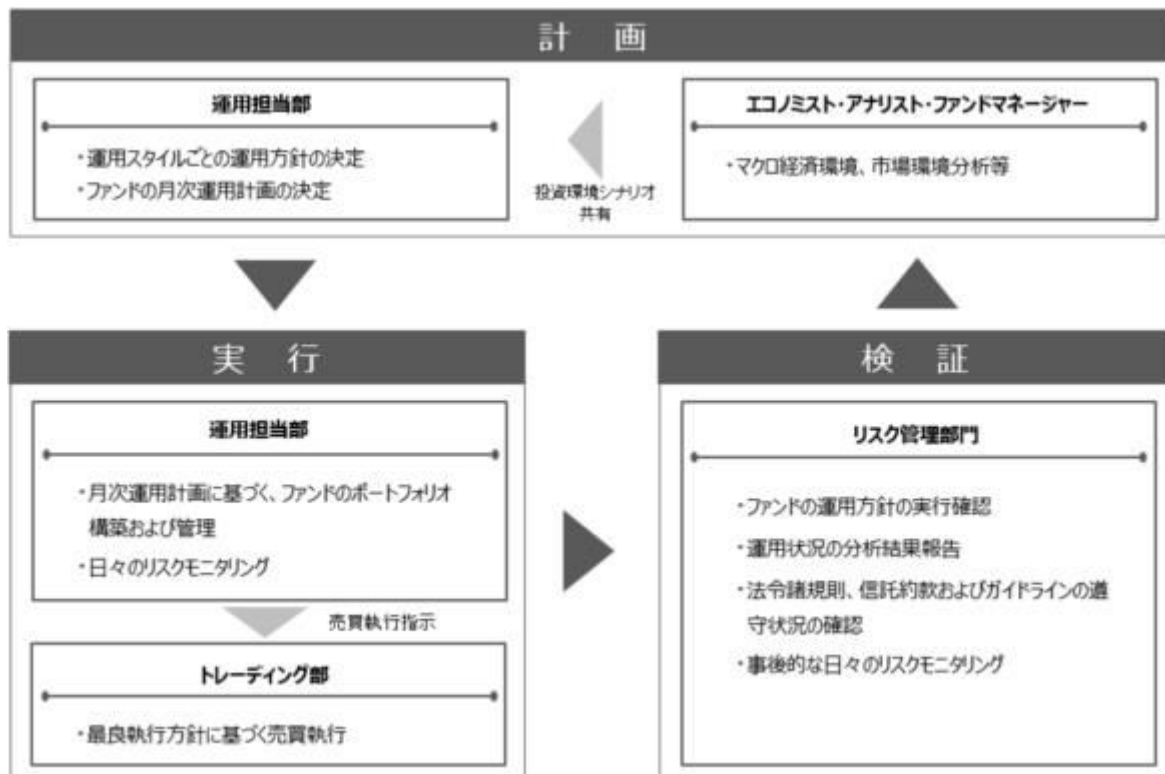 計 画
運用担当部
・運用スタイルごとの運用方針の決定
・ファンドの月次運用計画の決定
投資環境シナリオ
共有
エコノミスト・アナリスト・ファンドマネージャー
・マクロ経済環境、市場環境分析等
実 行
運用担当部
・月次運用計画に基づく、ファンドのポートフォリオ
構築および管理
・日々のリスクモニタリング
売買執行指示
トレーディング部
・最良執行方針に基づく売買執行
検 証
リスク管理部門
・ファンドの運用方針の実行確認
・運用状況の分析結果報告
・法令諸規則、信託約款およびガイドラインの遵
守状況の確認
・事後的な日々のリスクモニタリング